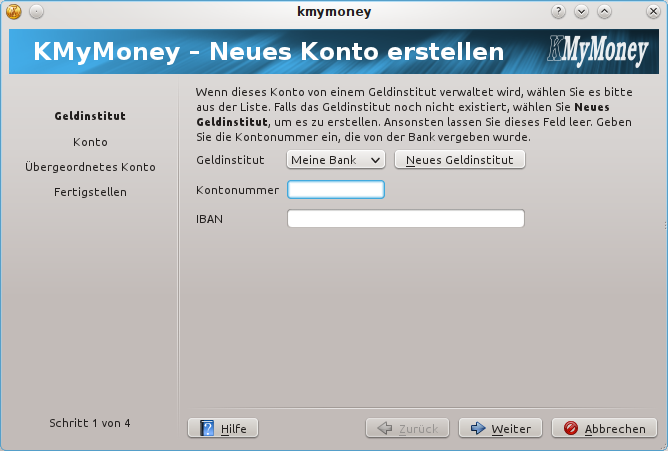 kmymoney
KMyMoney - Neues Konto erstellen
KMyMoney
Geldinstitut
Konto
Übergeordnetes Konto
Fertigstellen
Schritt 1 von 4
Wenn dieses Konto von einem Geldinstitut verwaltet wird, wählen Sie es bitte
aus der Liste. Falls das Geldinstitut noch nicht existiert, wählen Sie Neues
Geldinstitut, um es zu erstellen. Ansonsten lassen Sie dieses Feld leer. Geben
Sie die Kontonummer ein, die von der Bank vergeben wurde.
Geldinstitut Meine Bank Neues Geldinstitut
Kontonummer
IBAN
Hilfe Zurück Weiter Abbrechen